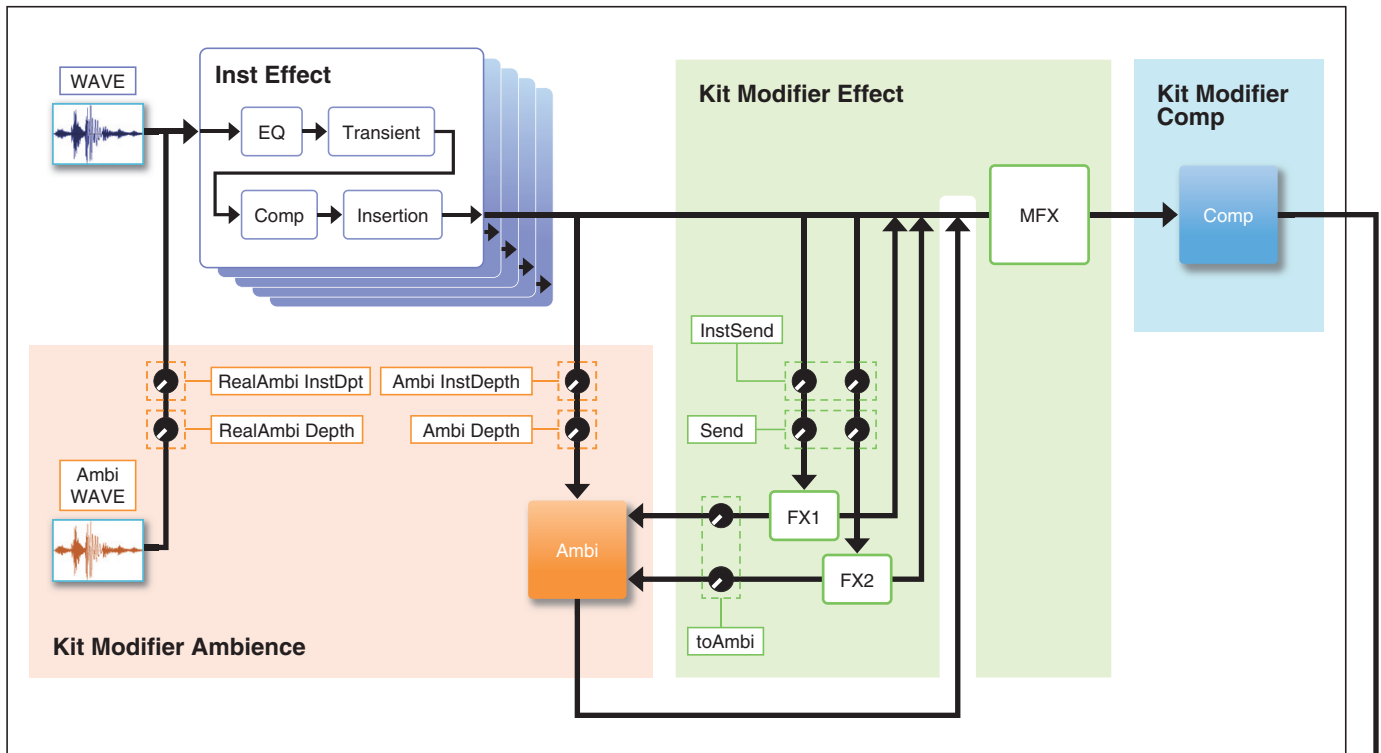 WAVE
Inst Effect
EQ
Transient
Comp
Insertion
Kit Modifier Effect
MFX
Kit Modifier
Comp
Comp
InstSend
Send
RealAmbi InstDpt
Ambi InstDepth
RealAmbi Depth
Ambi Depth
Ambi
WAVE
Ambi
FX1
FX2
toAmbi
Kit Modifier Ambience